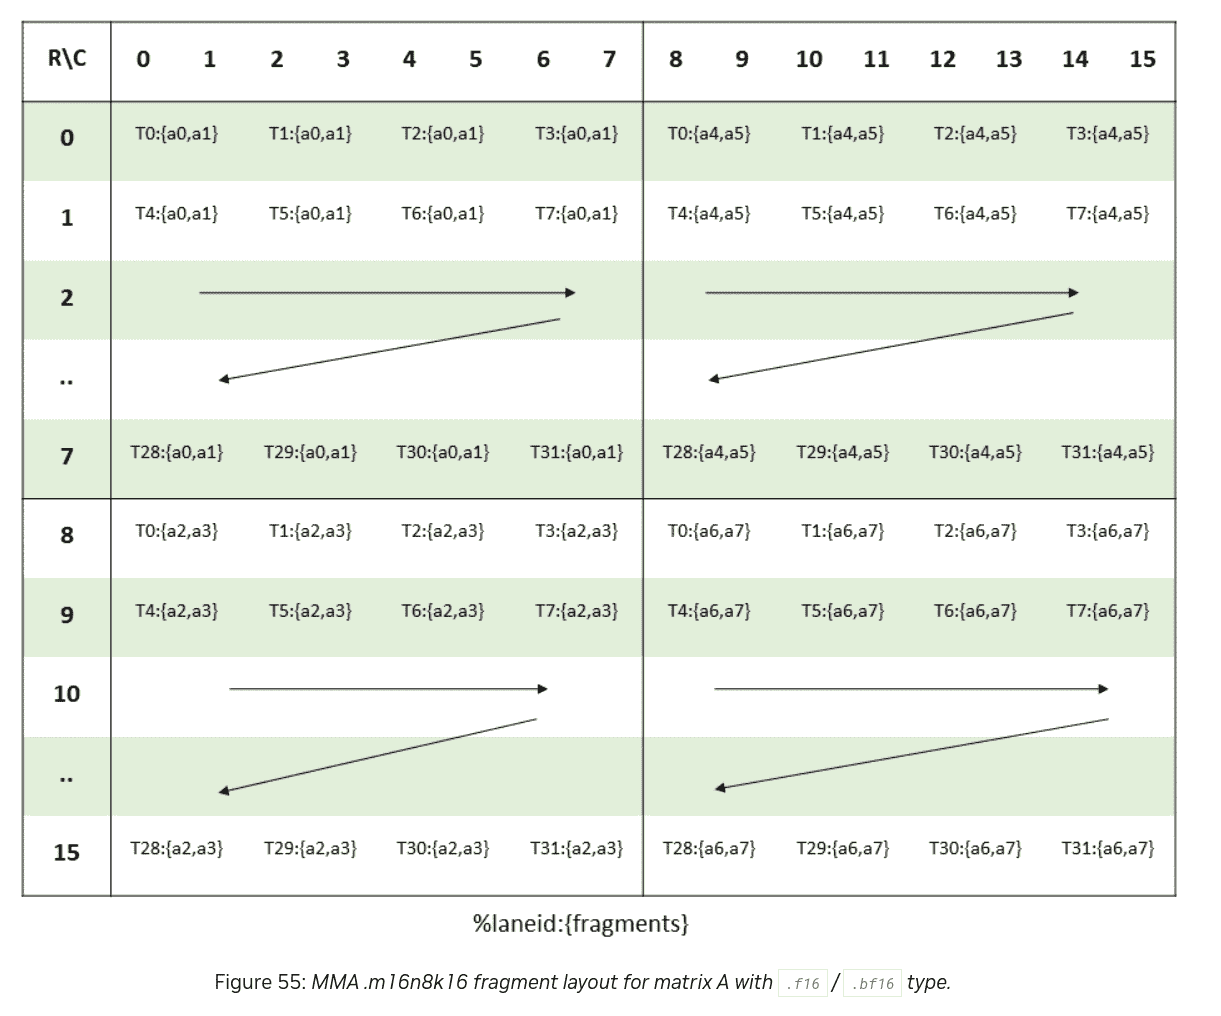 R\C 0 1 2 3 4 5 6 7 8 9 10 11 12 13 14 15
0 T0:{a0,a1} T1:{a0,a1} T2:{a0,a1} T3:{a0,a1} T0:{a4,a5} T1:{a4,a5} T2:{a4,a5} T3:{a4,a5}
1 T4:{a0,a1} T5:{a0,a1} T6:{a0,a1} T7:{a0,a1} T4:{a4,a5} T5:{a4,a5} T6:{a4,a5} T7:{a4,a5}
2
..
7 T28:{a0,a1} T29:{a0,a1} T30:{a0,a1} T31:{a0,a1} T28:{a4,a5} T29:{a4,a5} T30:{a4,a5} T31:{a4,a5}
8 T0:{a2,a3} T1:{a2,a3} T2:{a2,a3} T3:{a2,a3} T0:{a6,a7} T1:{a6,a7} T2:{a6,a7} T3:{a6,a7}
9 T4:{a2,a3} T5:{a2,a3} T6:{a2,a3} T7:{a2,a3} T4:{a6,a7} T5:{a6,a7} T6:{a6,a7} T7:{a6,a7}
10
..
15 T28:{a2,a3} T29:{a2,a3} T30:{a2,a3} T31:{a2,a3} T28:{a6,a7} T29:{a6,a7} T30:{a6,a7} T31:{a6,a7}
%laneid:{fragments}
Figure 55: MMA .m16n8k16 fragment layout for matrix A with .f16 / .bf16 type.